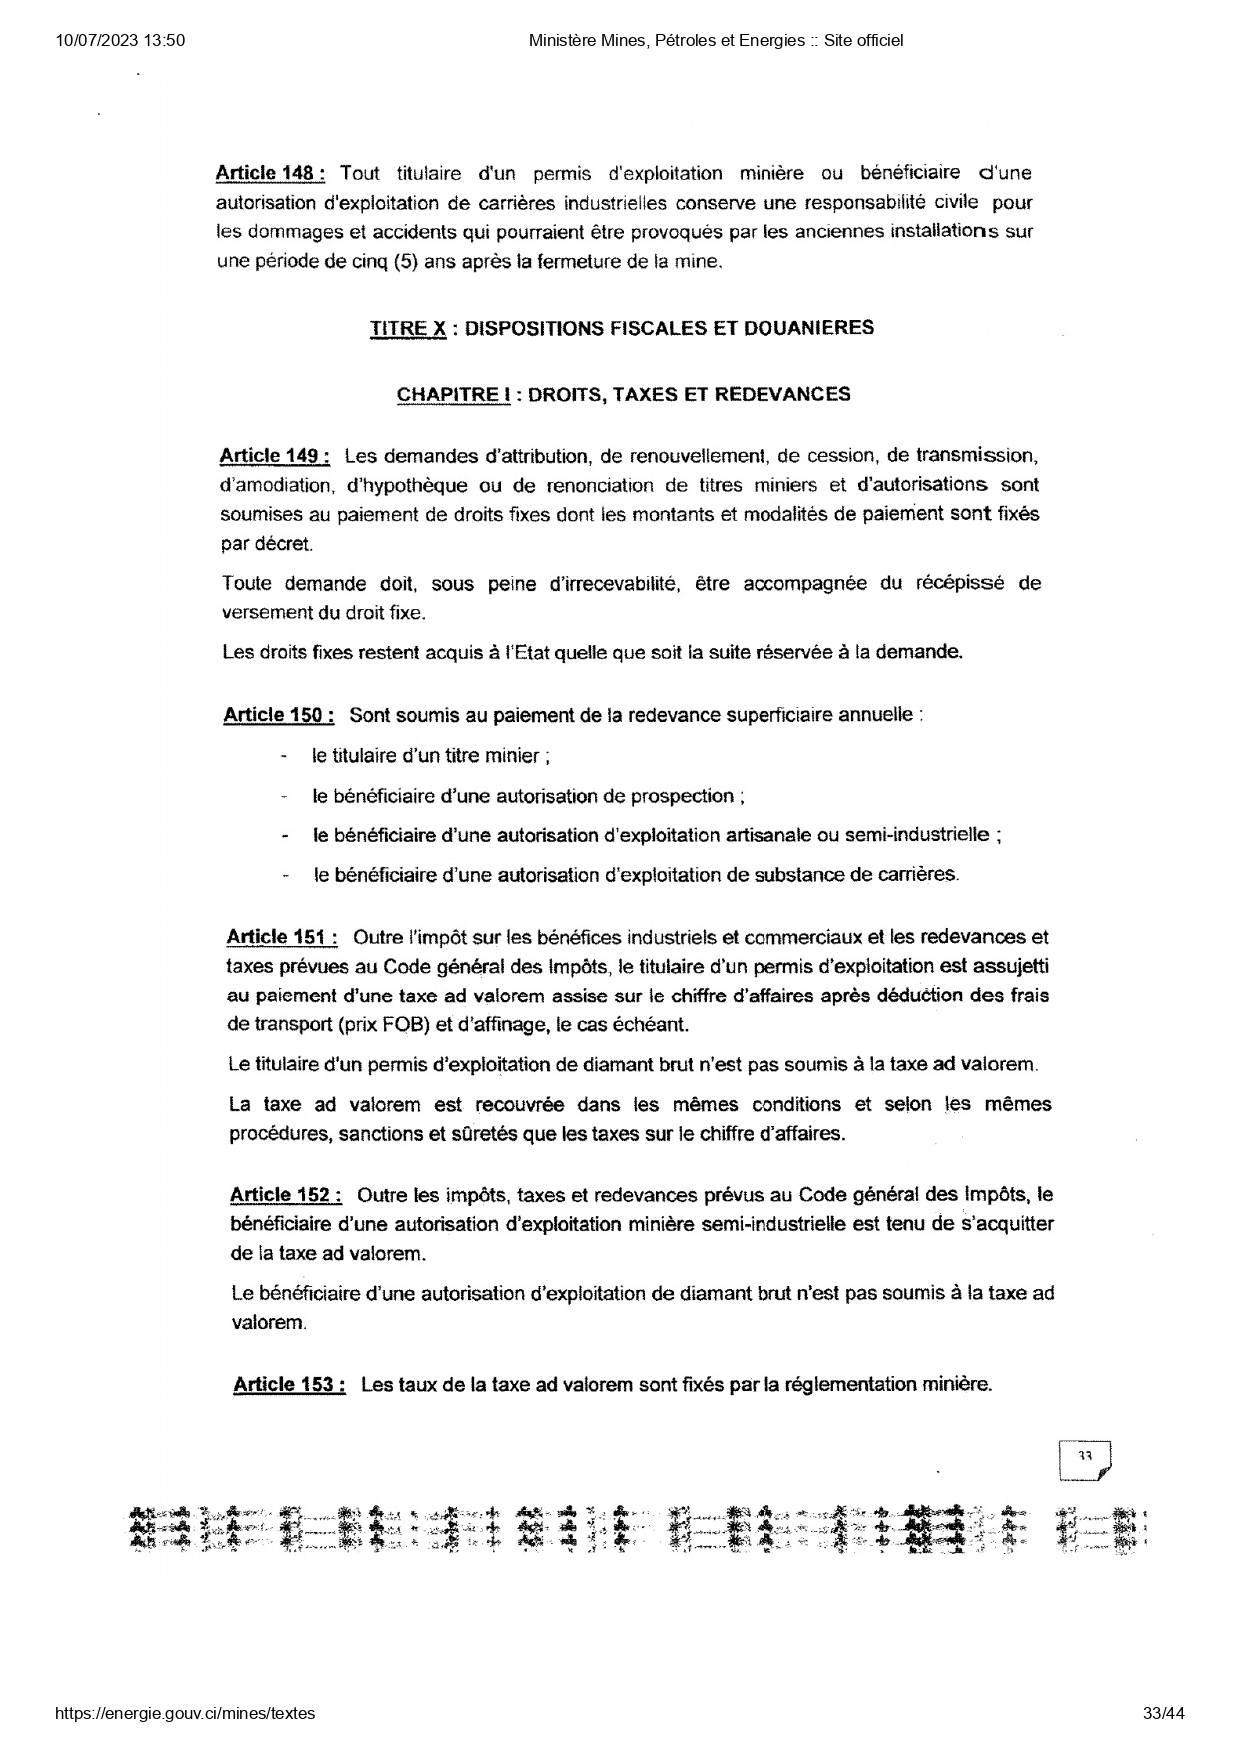 10/07/2023 13:50
Ministère Mines, Pétroles et Energies :: Site officiel
Article 148 : Tout titulaire d'un permis d'exploitation minière ou bénéficiaire d'une
autorisation d'exploitation de carrières industrielles conserve une responsabilité civile pour
les dommages et accidents qui pourraient être provoqués par les anciennes installations sur
une période de cinq (5) ans après la fermeture de la mine.
TITRE X : DISPOSITIONS FISCALES ET DOUANIERES
CHAPITRE I : DROITS, TAXES ET REDEVANCES
Article 149 : Les demandes d'attribution, de renouvellement, de cession, de transmission,
d'amodiation, d'hypothèque ou de renonciation de titres miniers et d'autorisations sont
soumises au paiement de droits fixes dont les montants et modalités de paiement sont fixés
par décret.
Toute demande doit, sous peine d'irrecevabilité, être accompagnée du récépissé de
versement du droit fixe.
Les droits fixes restent acquis à l'Etat quelle que soit la suite réservée à la demande.
Article 150 : Sont soumis au paiement de la redevance superficiaire annuelle :
- le titulaire d'un titre minier ;
- le bénéficiaire d'une autorisation de prospection ;
- le bénéficiaire d'une autorisation d'exploitation artisanale ou semi-industrielle ;
- le bénéficiaire d'une autorisation d'exploitation de substance de carrières.
Article 151 : Outre l'impôt sur les bénéfices industriels et commerciaux et les redevances et
taxes prévues au Code général des Impôts, le titulaire d'un permis d'exploitation est assujetti
au paiement d'une taxe ad valorem assise sur le chiffre d'affaires après déduction des frais
de transport (prix FOB) et d'affinage, le cas échéant.
Le titulaire d'un permis d'exploitation de diamant brut n'est pas soumis à la taxe ad valorem.
La taxe ad valorem est recouvrée dans les mêmes conditions et selon les mêmes
procédures, sanctions et sûretés que les taxes sur le chiffre d'affaires.
Article 152 : Outre les impôts, taxes et redevances prévus au Code général des Impôts, le
bénéficiaire d'une autorisation d'exploitation minière semi-industrielle est tenu de s'acquitter
de la taxe ad valorem.
Le bénéficiaire d'une autorisation d'exploitation de diamant brut n'est pas soumis à la taxe ad
valorem.
Article 153 : Les taux de la taxe ad valorem sont fixés par la réglementation minière.
33
https://energie.gouv.ci/mines/textes
33/44